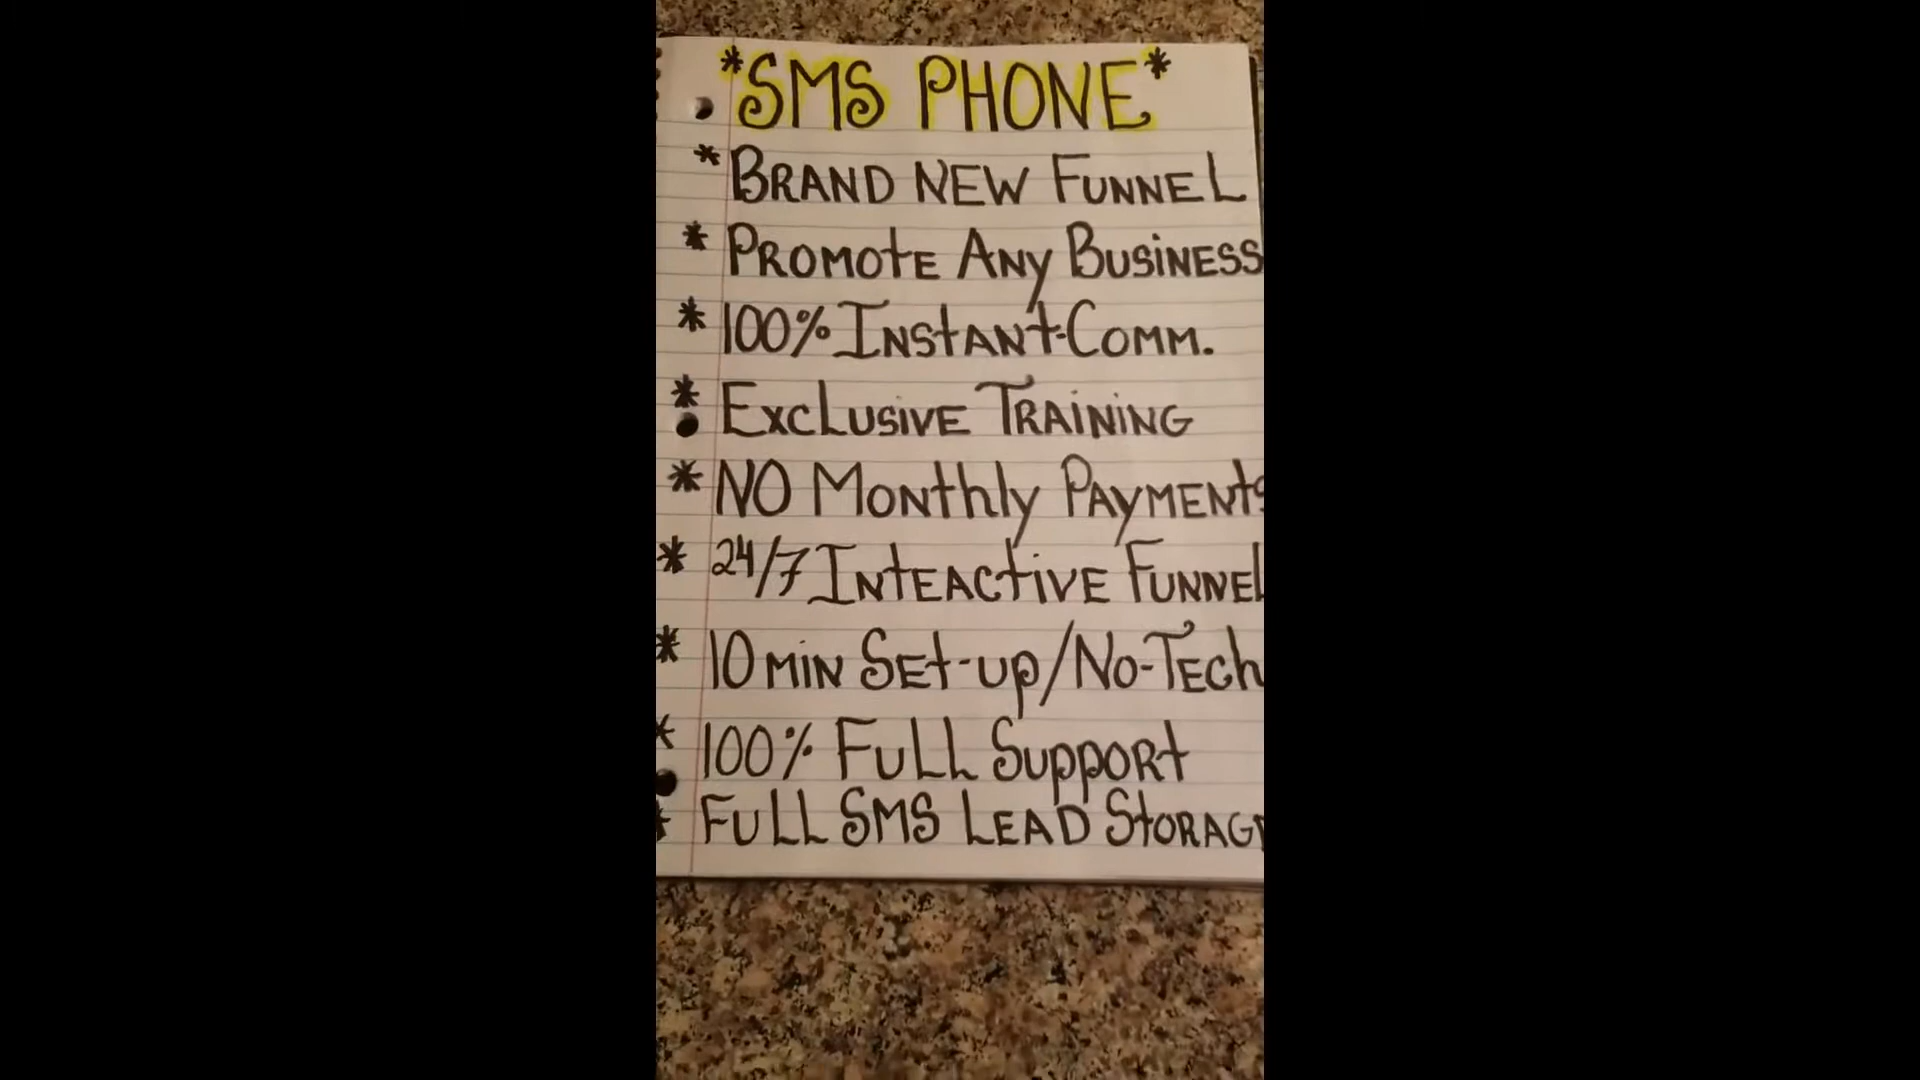 *SMS PHONE*
* BRAND NEW FUNNEL
* PROMOtE ANy BUSiNESS
* 100% INStANt-COMM.
* EXCLUSiVE TRAiNiNG
* NO MONthly PAyMENtS
* 24/7 INtEACtiVE FUNNEL
* 10 MiN SEt-up/No-TECh
* 100% FuLL SuppORt
* FuLL SMS LEAD StORAGE